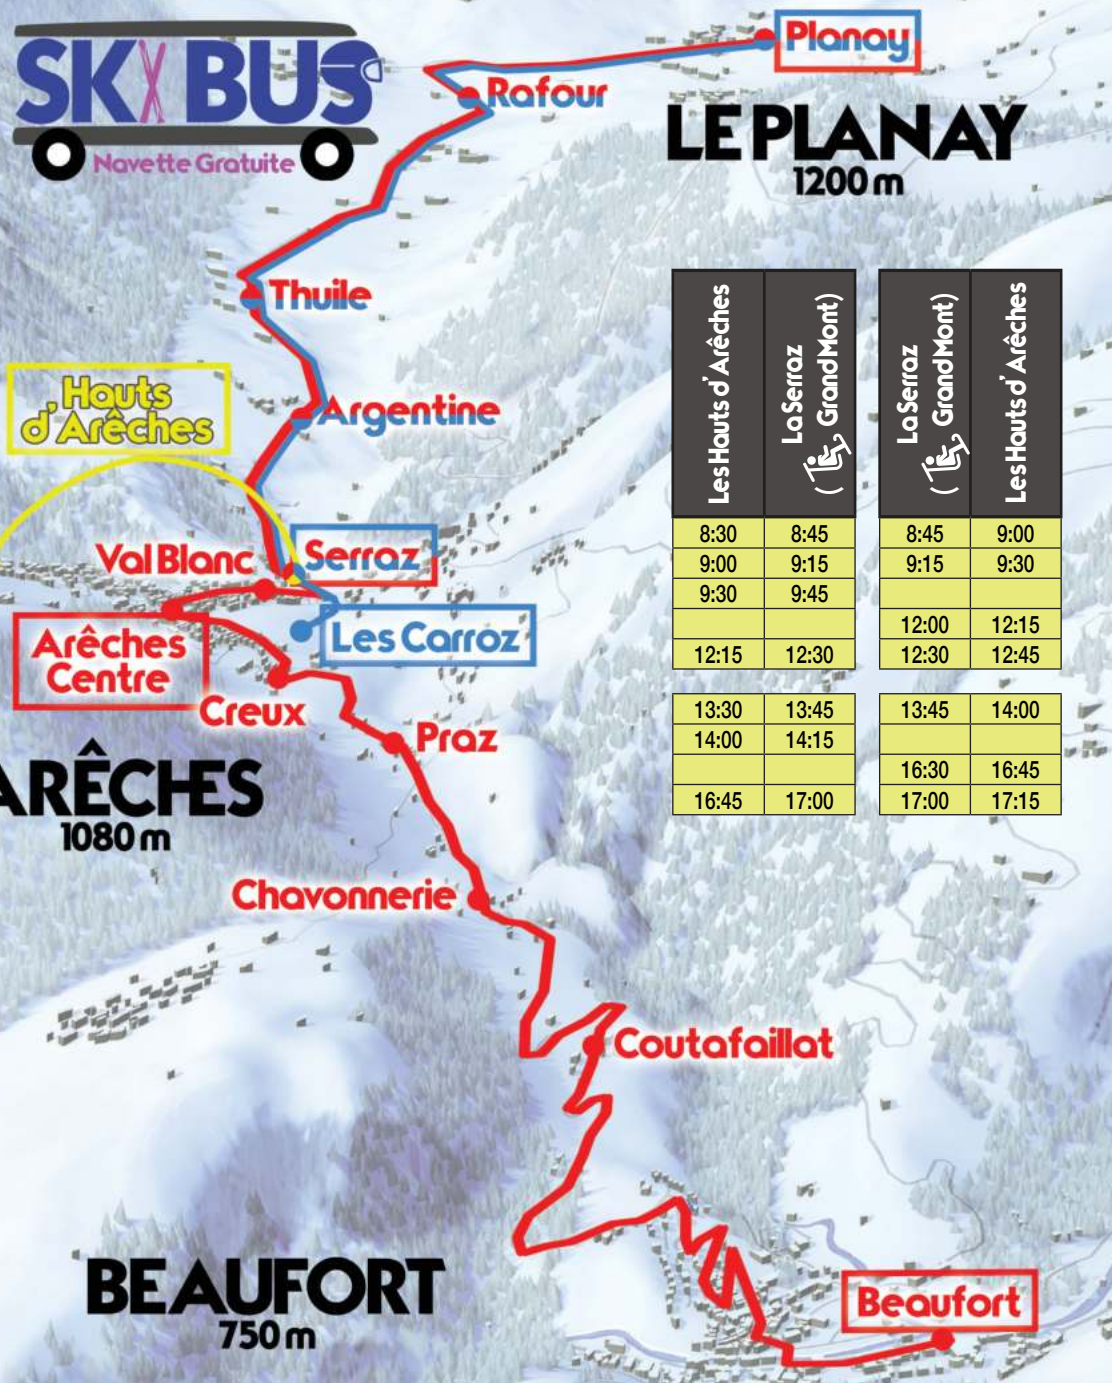 SKI BUS
Navette Gratuite
Planay
Rafour
LE PLANAY
1200 m
Thuile
Hauts
d'Arêches
Argentine
Val Blanc
Serraz
Arêches
Centre
Les Carroz
Creux
Praz
ARÊCHES
1080 m
Chavonnerie
Coutafaillat
BEAUFORT
750 m
Beaufort
Les Hauts d'Arêches
La Serraz
( Grand Mont)
La Serraz
( Grand Mont)
Les Hauts d'Arêches
8:30 8:45 8:45 9:00
9:00 9:15 9:15 9:30
9:30 9:45
12:00 12:15
12:15 12:30 12:30 12:45
13:30 13:45 13:45 14:00
14:00 14:15
16:30 16:45
16:45 17:00 17:00 17:15